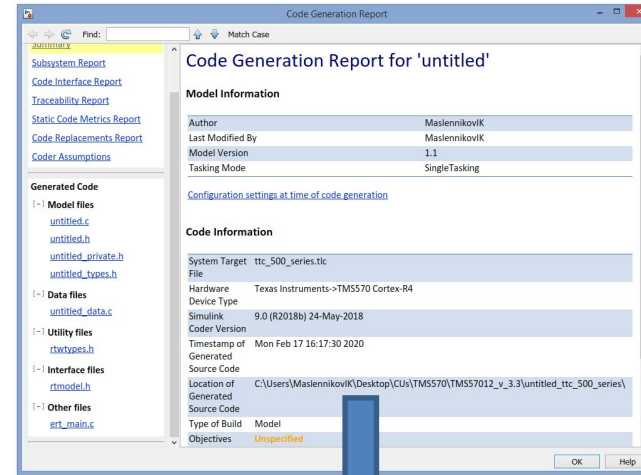 Code Generation Report
Find:
Match Case
Summary
Subsystem Report
Code Interface Report
Traceability Report
Static Code Metrics Report
Code Replacements Report
Coder Assumptions
Generated Code
[-] Model files
untitled.c
untitled.h
untitled_private.h
untitled_types.h
[-] Data files
untitled_data.c
[-] Utility files
rtwtypes.h
[-] Interface files
rtmodel.h
[-] Other files
ert_main.c
Code Generation Report for 'untitled'
Model Information
Author MaslennikovIK
Last Modified By MaslennikovIK
Model Version 1.1
Tasking Mode SingleTasking
Configuration settings at time of code generation
Code Information
System Target ttc_500_series.tlc
File
Hardware Texas Instruments->TMS570 Cortex-R4
Device Type
Simulink 9.0 (R2018b) 24-May-2018
Coder Version
Timestamp of Mon Feb 17 16:17:30 2020
Generated
Source Code
Location of C:\Users\MaslennikovIK\Desktop\CUs\TMS570\TMS57012_v_3.3\untitled_ttc_500_series\
Generated
Source Code
Type of Build Model
Objectives Unspecified
OK Help